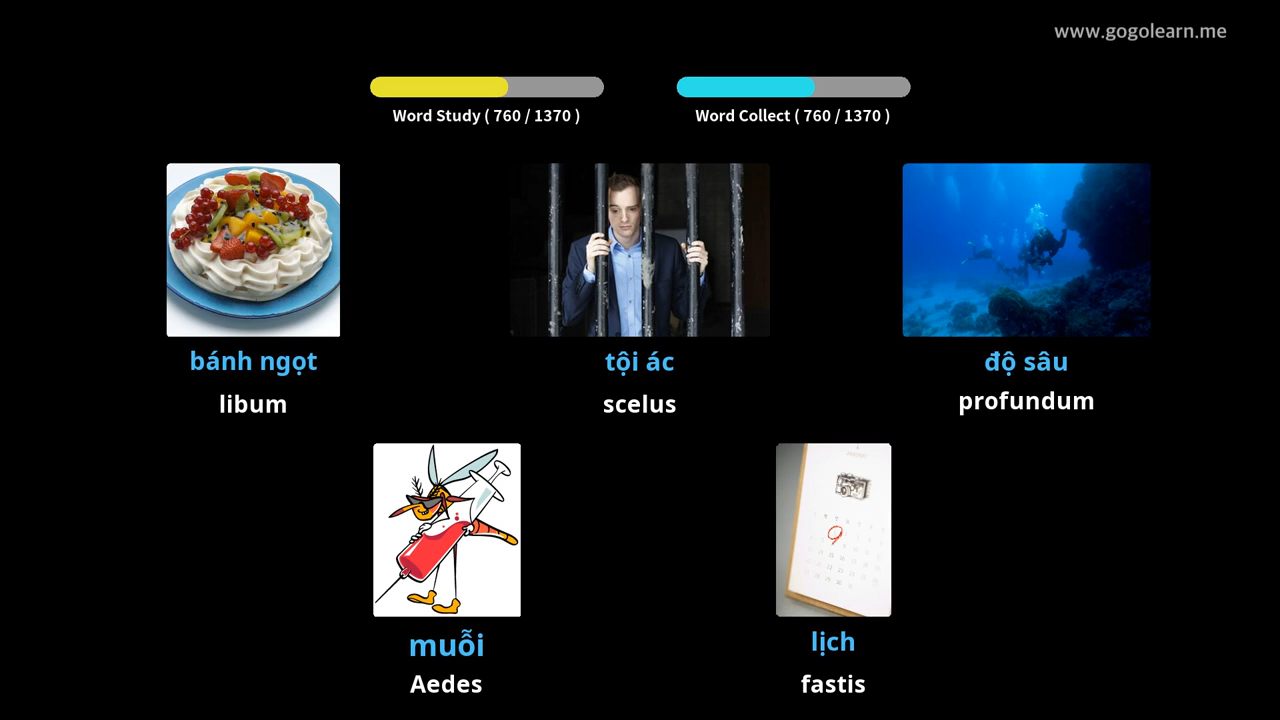 www.gogolearn.me
Word Study ( 760 / 1370 )
Word Collect ( 760 / 1370 )
bánh ngọt
libum
tội ác
scelus
độ sâu
profundum
muỗi
Aedes
lịch
fastis